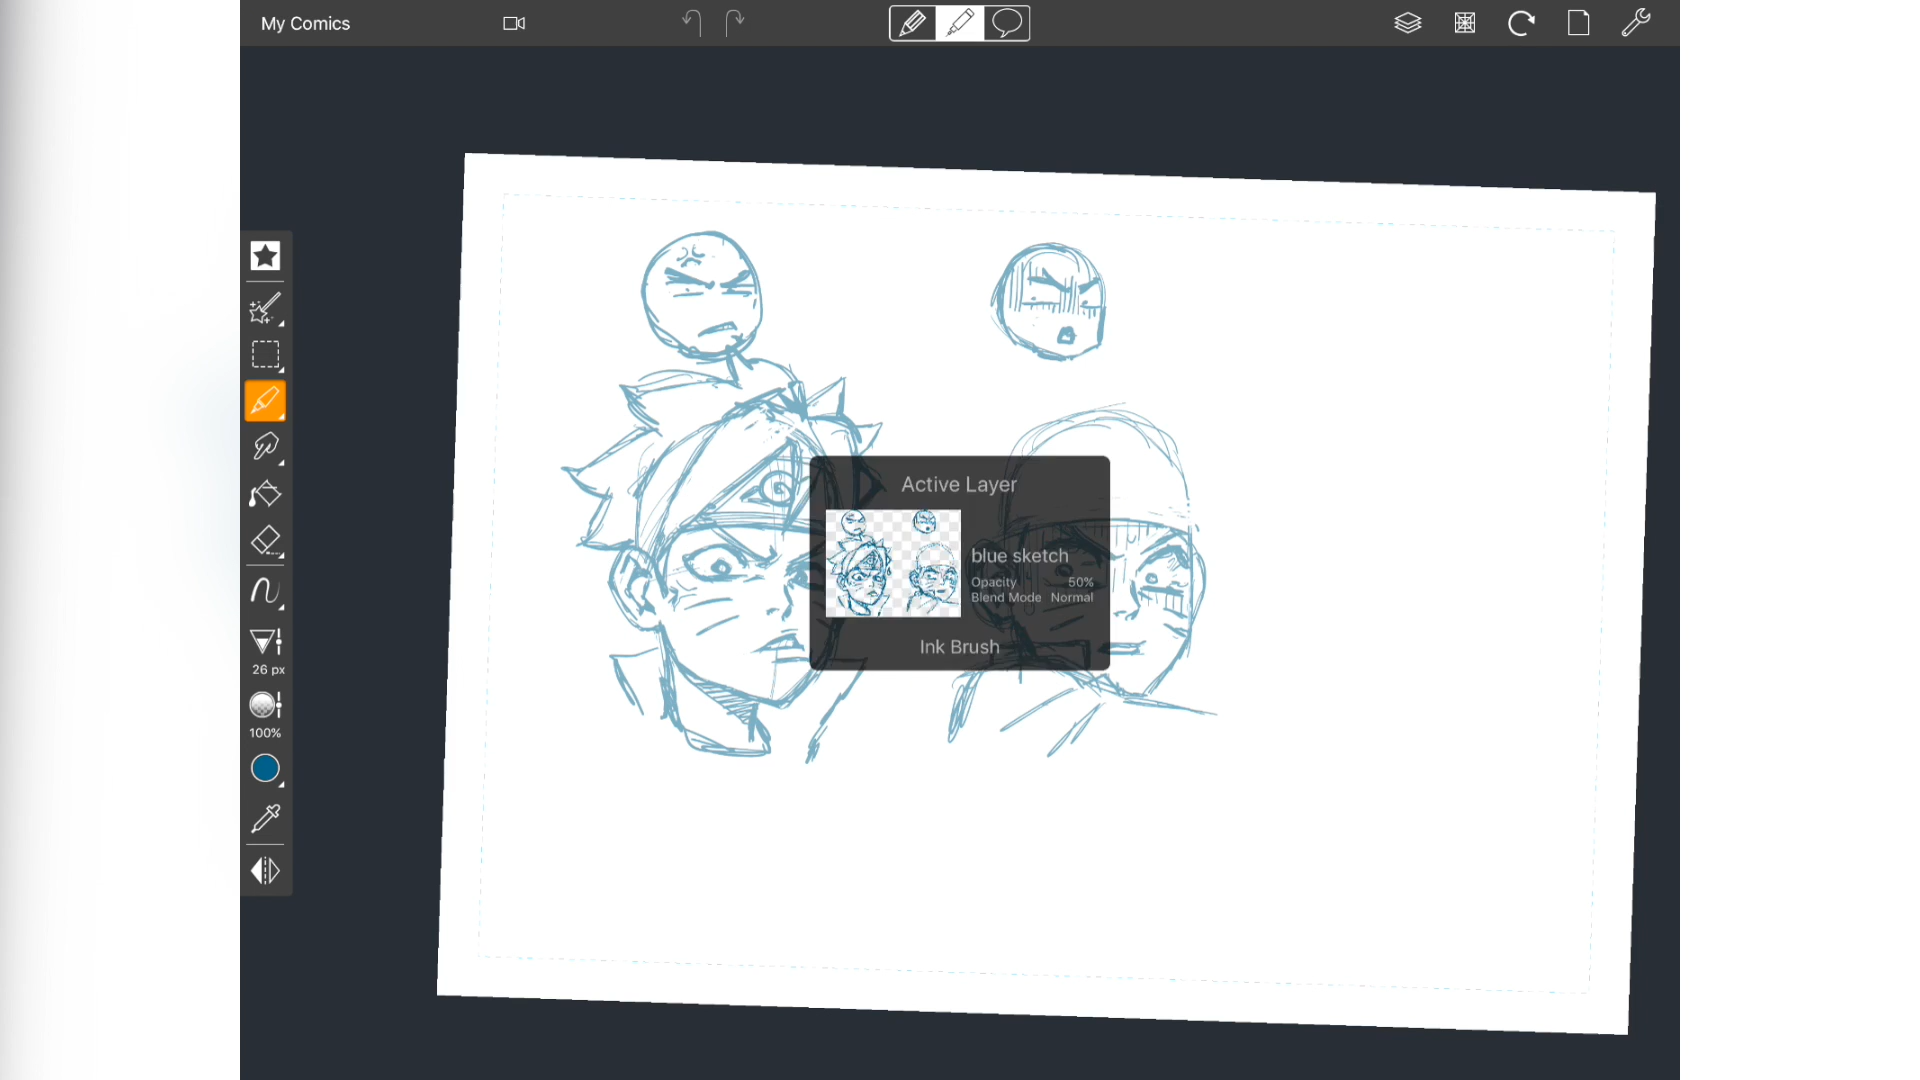 My Comics
Active Layer
blue sketch
Opacity 50%
Blend Mode Normal
Ink Brush
26 px
100%